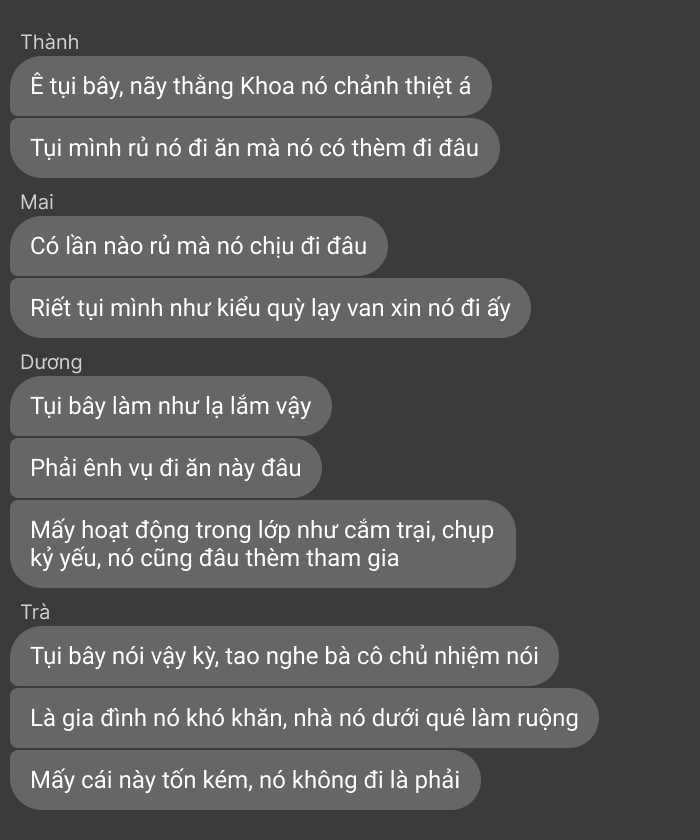 Thành
Ê tụi bây, nãy thằng Khoa nó chảnh thiệt á
Tụi mình rủ nó đi ăn mà nó có thèm đi đâu
Mai
Có lần nào rủ mà nó chịu đi đâu
Riết tụi mình như kiểu quỳ lạy van xin nó đi ấy
Dương
Tụi bây làm như lạ lắm vậy
Phải ênh vụ đi ăn này đâu
Mấy hoạt động trong lớp như cắm trại, chụp
kỷ yếu, nó cũng đâu thèm tham gia
Trà
Tụi bây nói vậy kỳ, tao nghe bà cô chủ nhiệm nói
Là gia đình nó khó khăn, nhà nó dưới quê làm ruộng
Mấy cái này tốn kém, nó không đi là phải